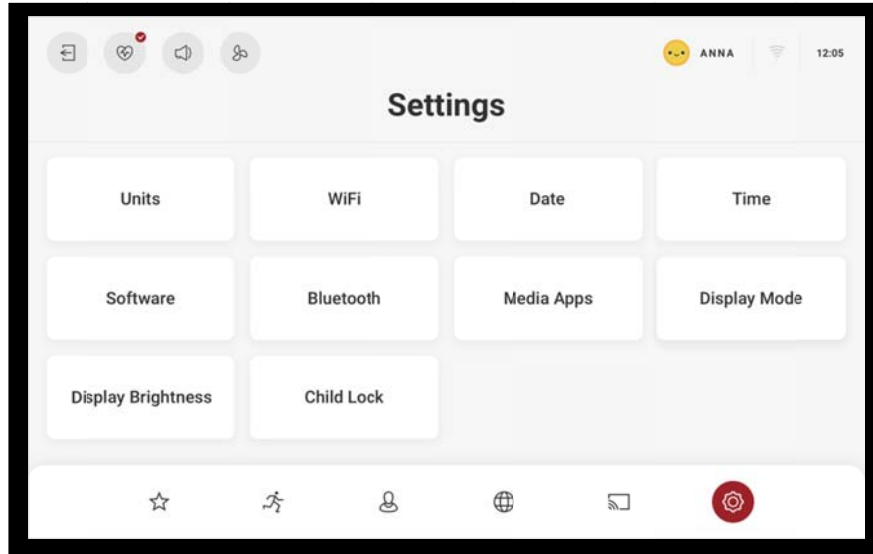 ANNA
12:05
Settings
Units
WiFi
Date
Time
Software
Bluetooth
Media Apps
Display Mode
Display Brightness
Child Lock